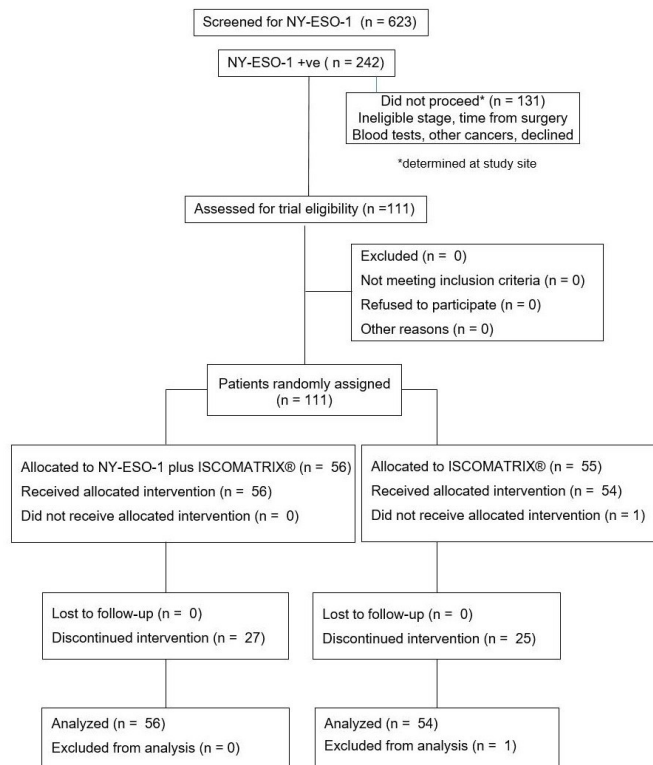 Screened for NY-ESO-1 (n = 623)
NY-ESO-1 +ve ( n = 242)
Did not proceed* (n = 131)
Ineligible stage, time from surgery
Blood tests, other cancers, declined
*determined at study site
Assessed for trial eligibility (n =111)
Excluded (n = 0)
Not meeting inclusion criteria (n = 0)
Refused to participate (n = 0)
Other reasons (n = 0)
Patients randomly assigned
(n = 111)
Allocated to NY-ESO-1 plus ISCOMATRIX® (n = 56)
Received allocated intervention (n = 56)
Did not receive allocated intervention (n = 0)
Allocated to ISCOMATRIX® (n = 55)
Received allocated intervention (n = 54)
Did not receive allocated intervention (n = 1)
Lost to follow-up (n = 0)
Discontinued intervention (n = 27)
Lost to follow-up (n = 0)
Discontinued intervention (n = 25)
Analyzed (n = 56)
Excluded from analysis (n = 0)
Analyzed (n = 54)
Excluded from analysis (n = 1)